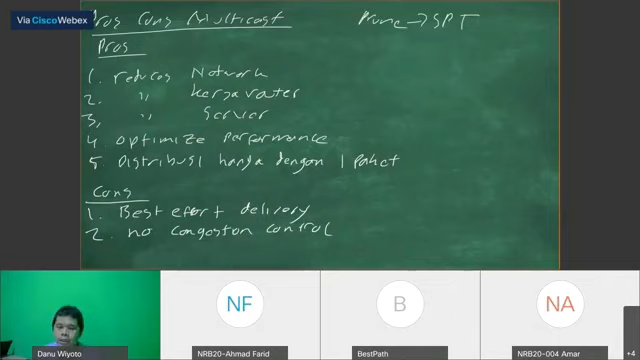 Via Cisco Webex
Pros Cons Multicast
Prune → SPT
Pros
1. reduces Network
2. " kerja router
3, " Server
4 optimize performance
5. Distribusi hanya dengan 1 paket
Cons
1. Best effort delivery
2. no congestion control
NF
B
NA
Danu Wiyoto
NRB20-Ahmad Farid
BestPath
NRB20-004 Amar
+4